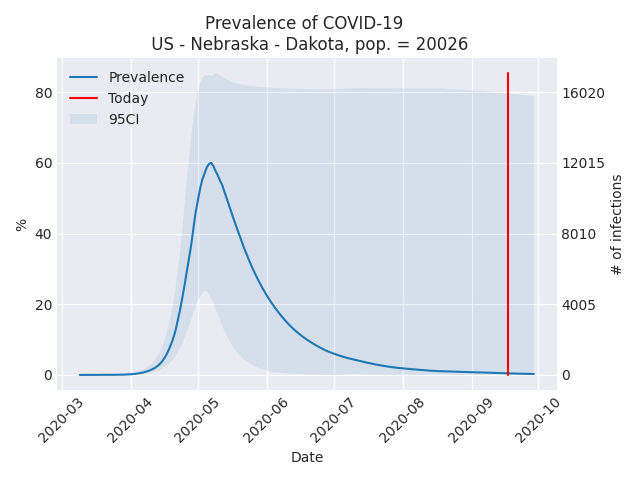 Prevalence of COVID-19
US - Nebraska - Dakota, pop. = 20026
Prevalence
Today
95CI
80
60
40
20
0
%
16020
12015
8010
4005
0
# of infections
2020-03
2020-04
2020-05
2020-06
2020-07
2020-08
2020-09
2020-10
Date